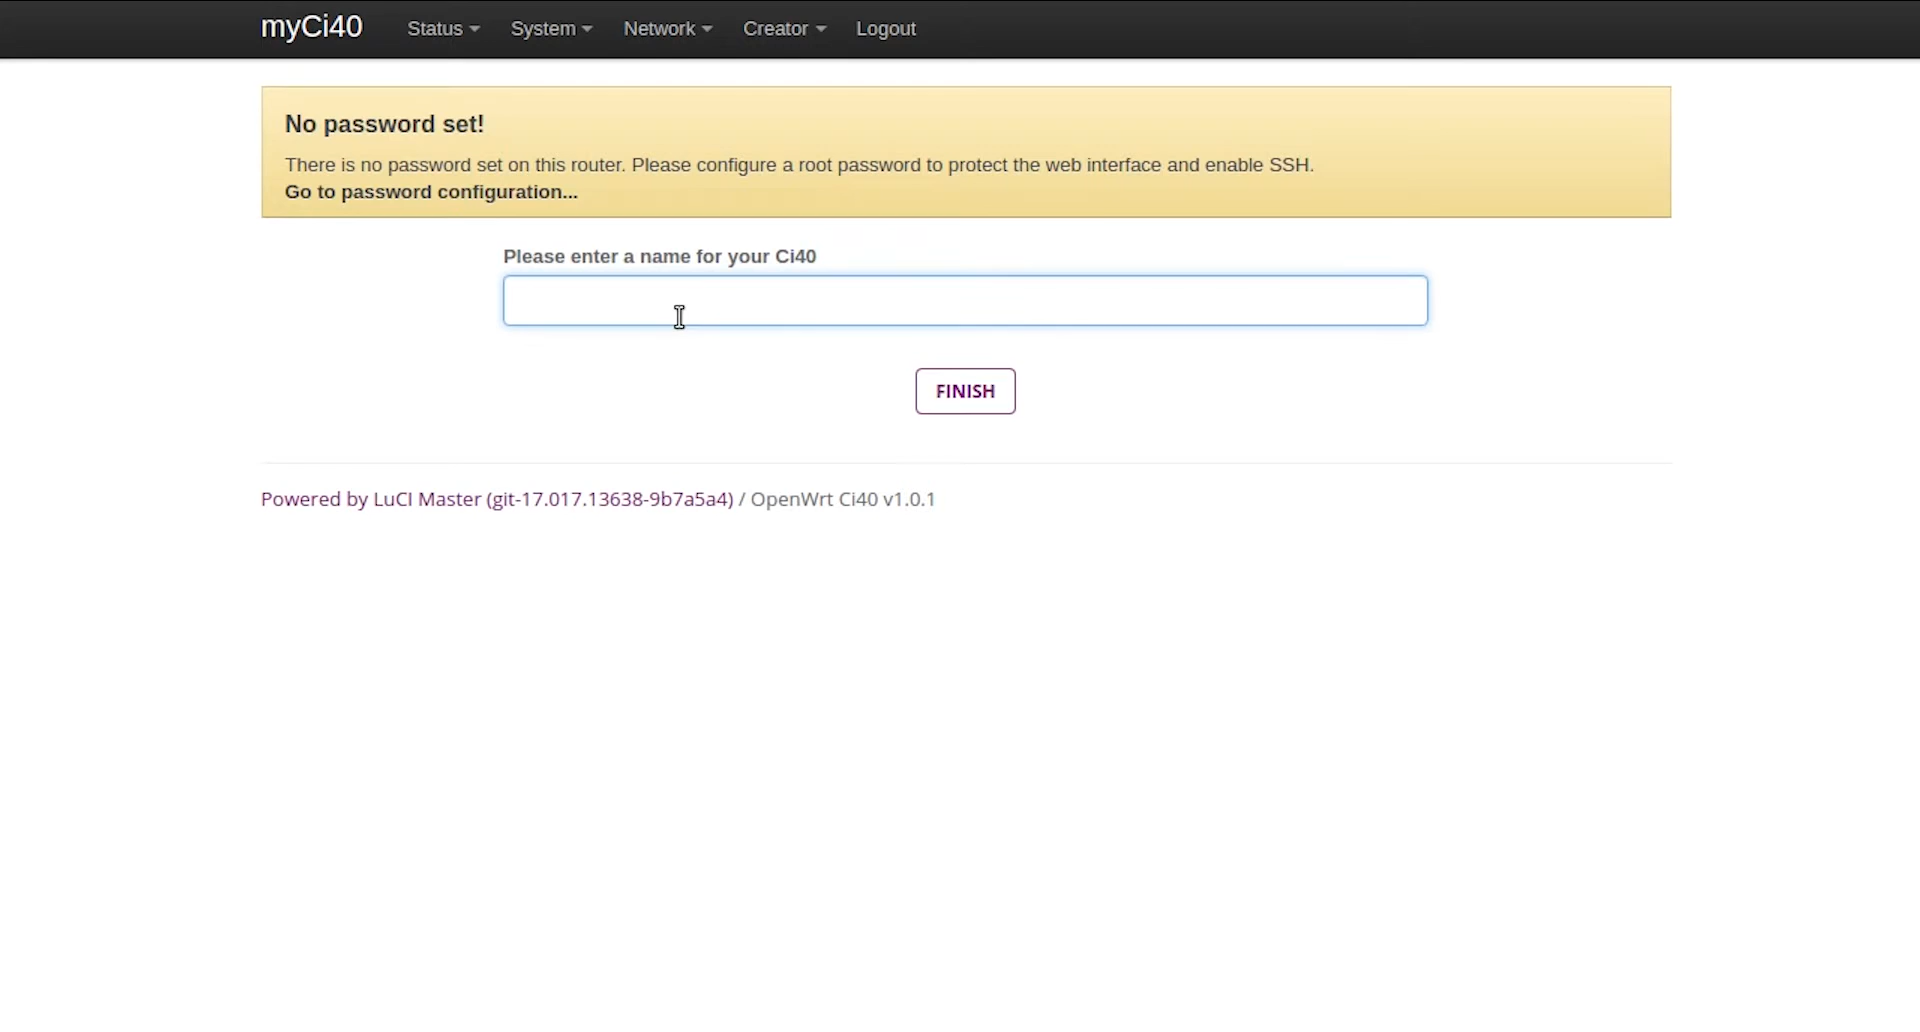 myCi40 Status System Network Creator Logout
No password set!
There is no password set on this router. Please configure a root password to protect the web interface and enable SSH.
Go to password configuration...
Please enter a name for your Ci40
FINISH
Powered by LuCI Master (git-17.017.13638-9b7a5a4) / OpenWrt Ci40 v1.0.1